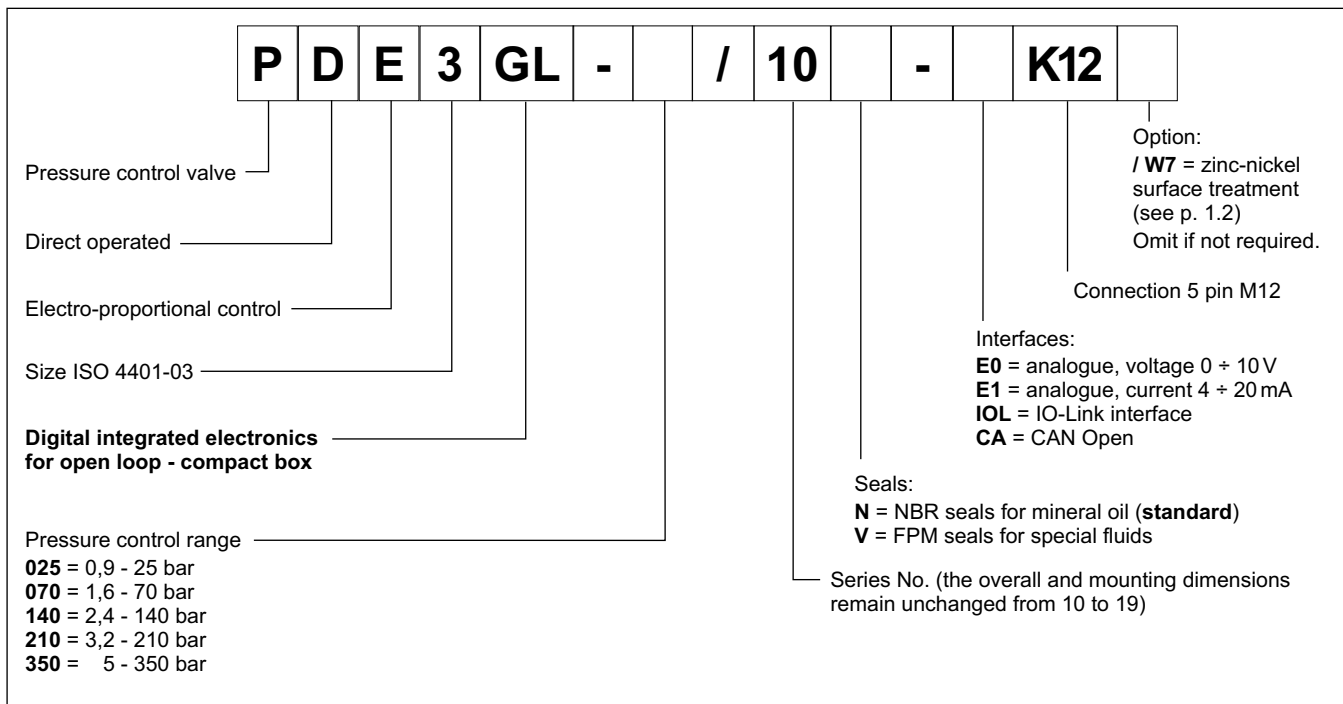 P D E 3 GL - / 10 - K12
Pressure control valve
Direct operated
Electro-proportional control
Size ISO 4401-03
Digital integrated electronics
for open loop - compact box
Pressure control range
025 = 0,9 - 25 bar
070 = 1,6 - 70 bar
140 = 2,4 - 140 bar
210 = 3,2 - 210 bar
350 = 5 - 350 bar
Option:
/ W7 = zinc-nickel
surface treatment
(see p. 1.2)
Omit if not required.
Connection 5 pin M12
Interfaces:
E0 = analogue, voltage 0 ÷ 10 V
E1 = analogue, current 4 ÷ 20 mA
IOL = IO-Link interface
CA = CAN Open
Seals:
N = NBR seals for mineral oil (standard)
V = FPM seals for special fluids
Series No. (the overall and mounting dimensions
remain unchanged from 10 to 19)